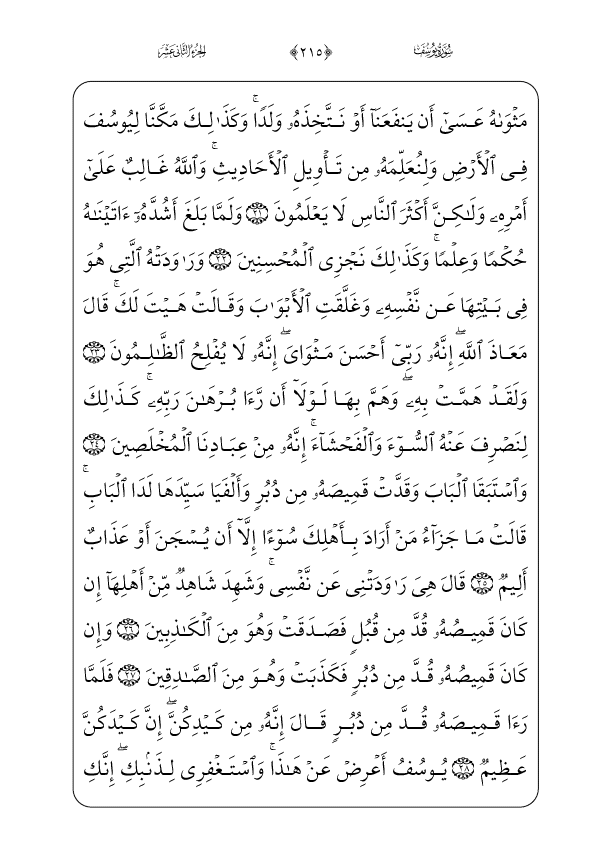 سُورَةُ يُوسُفَ ﴿٢١٥﴾ الجزء الثاني عشر
مَثْوَىٰهُ عَسَىٰٓ أَن يَنفَعَنَآ أَوْ نَتَّخِذَهُۥ وَلَدًاۚ وَكَذَٰلِكَ مَكَّنَّا لِيُوسُفَ
فِى ٱلْأَرْضِ وَلِنُعَلِّمَهُۥ مِن تَأْوِيلِ ٱلْأَحَادِيثِۚ وَٱللَّهُ غَالِبٌ عَلَىٰٓ
أَمْرِهِۦ وَلَٰكِنَّ أَكْثَرَ ٱلنَّاسِ لَا يَعْلَمُونَ ﴿٢١﴾ وَلَمَّا بَلَغَ أَشُدَّهُۥٓ ءَاتَيْنَٰهُ
حُكْمًا وَعِلْمًاۚ وَكَذَٰلِكَ نَجْزِى ٱلْمُحْسِنِينَ ﴿٢٢﴾ وَرَٰوَدَتْهُ ٱلَّتِى هُوَ
فِى بَيْتِهَا عَن نَّفْسِهِۦ وَغَلَّقَتِ ٱلْأَبْوَٰبَ وَقَالَتْ هَيْتَ لَكَۚ قَالَ
مَعَاذَ ٱللَّهِۖ إِنَّهُۥ رَبِّىٓ أَحْسَنَ مَثْوَاىَۖ إِنَّهُۥ لَا يُفْلِحُ ٱلظَّٰلِمُونَ ﴿٢٣﴾
وَلَقَدْ هَمَّتْ بِهِۦۖ وَهَمَّ بِهَا لَوْلَآ أَن رَّءَا بُرْهَٰنَ رَبِّهِۦۚ كَذَٰلِكَ
لِنَصْرِفَ عَنْهُ ٱلسُّوٓءَ وَٱلْفَحْشَآءَۚ إِنَّهُۥ مِنْ عِبَادِنَا ٱلْمُخْلَصِينَ ﴿٢٤﴾
وَٱسْتَبَقَا ٱلْبَابَ وَقَدَّتْ قَمِيصَهُۥ مِن دُبُرٍ وَأَلْفَيَا سَيِّدَهَا لَدَا ٱلْبَابِۚ
قَالَتْ مَا جَزَآءُ مَنْ أَرَادَ بِأَهْلِكَ سُوٓءًا إِلَّآ أَن يُسْجَنَ أَوْ عَذَابٌ
أَلِيمٌ ﴿٢٥﴾ قَالَ هِىَ رَٰوَدَتْنِى عَن نَّفْسِىۚ وَشَهِدَ شَاهِدٌ مِّنْ أَهْلِهَآ إِن
كَانَ قَمِيصُهُۥ قُدَّ مِن قُبُلٍ فَصَدَقَتْ وَهُوَ مِنَ ٱلْكَٰذِبِينَ ﴿٢٦﴾ وَإِن
كَانَ قَمِيصُهُۥ قُدَّ مِن دُبُرٍ فَكَذَبَتْ وَهُوَ مِنَ ٱلصَّٰدِقِينَ ﴿٢٧﴾ فَلَمَّا
رَءَا قَمِيصَهُۥ قُدَّ مِن دُبُرٍ قَالَ إِنَّهُۥ مِن كَيْدِكُنَّۖ إِنَّ كَيْدَكُنَّ
عَظِيمٌ ﴿٢٨﴾ يُوسُفُ أَعْرِضْ عَنْ هَٰذَاۚ وَٱسْتَغْفِرِى لِذَنۢبِكِۖ إِنَّكِ